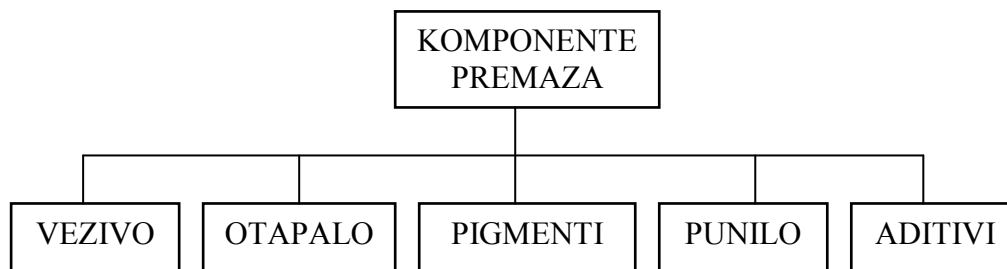 KOMPONENTE
PREMAZA
VEZIVO
OTAPALO
PIGMENTI
PUNILO
ADITIVI